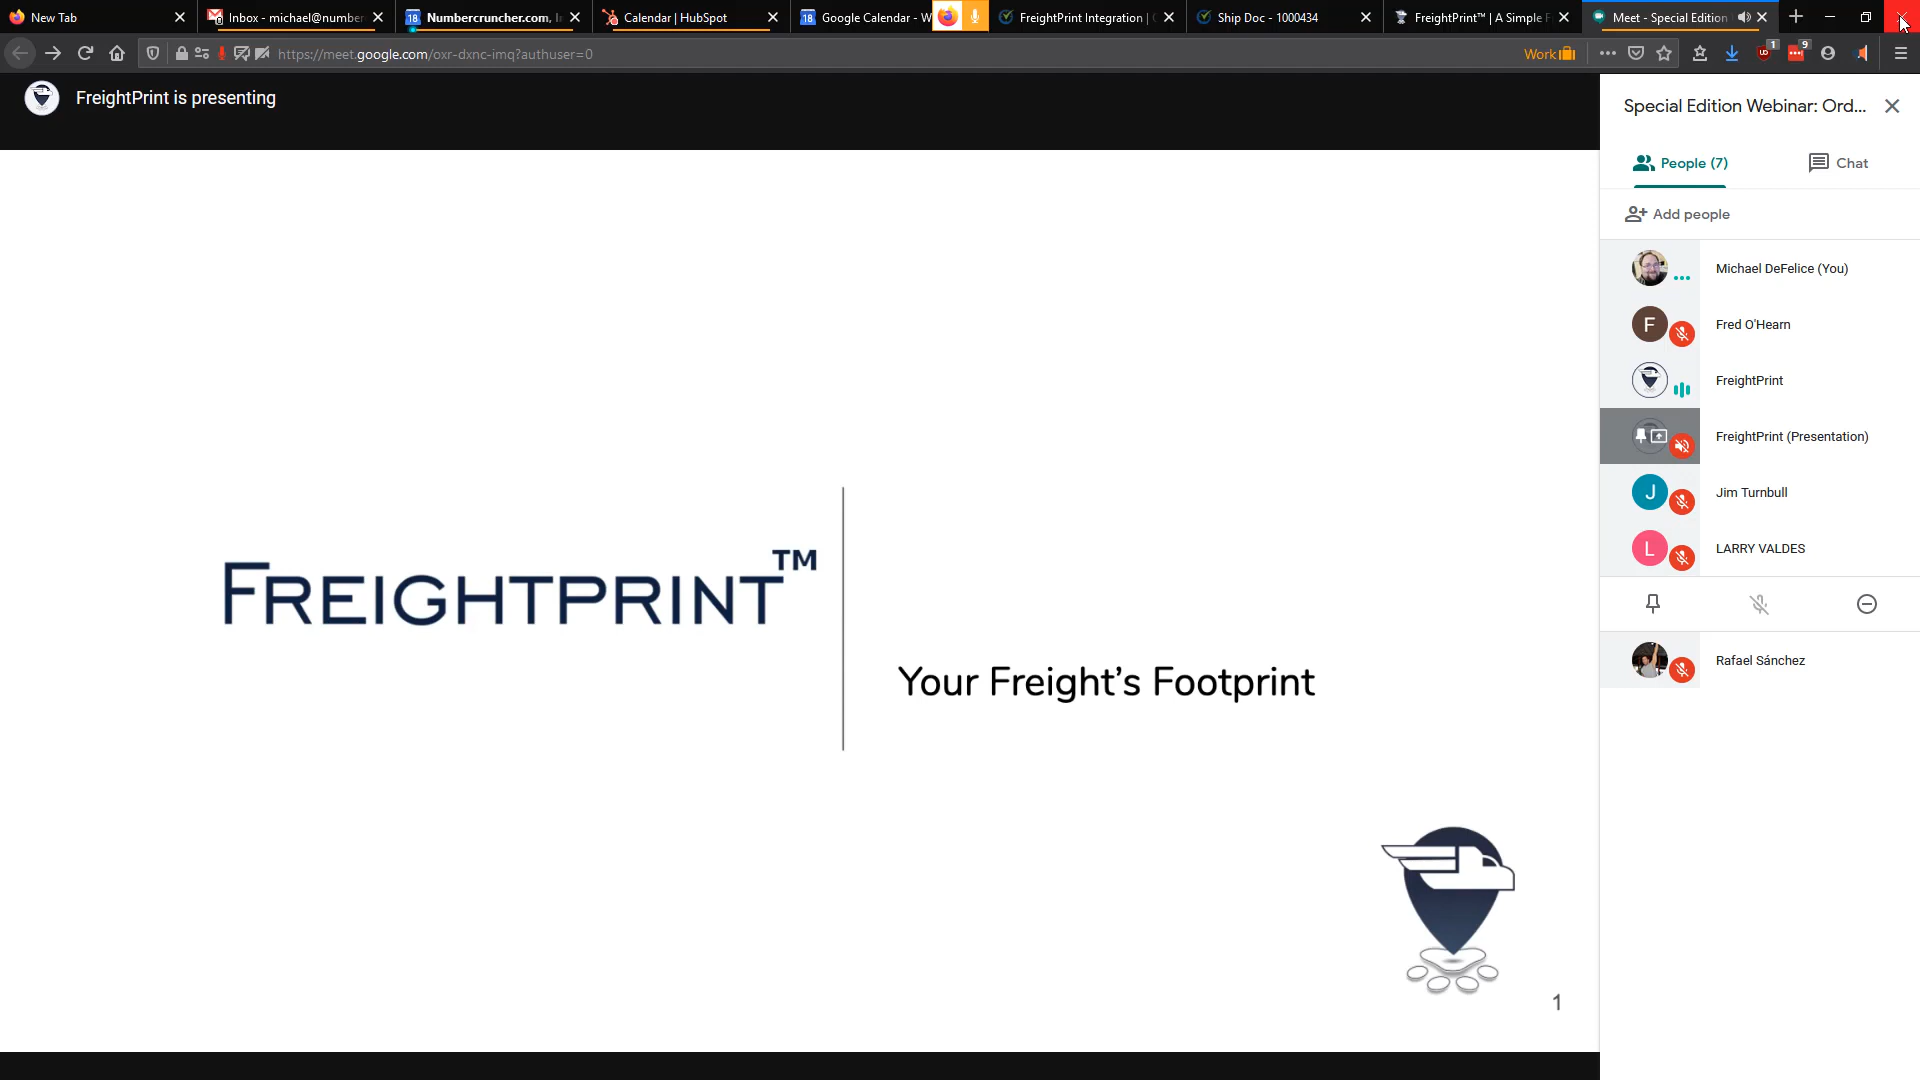 New Tab
Inbox - michael@number
Numbercruncher.com, I
Calendar | HubSpot
Google Calendar - W
FreightPrint Integration |
Ship Doc - 1000434
FreightPrint™ | A Simple F
Meet - Special Edition
https://meet.google.com/oxr-dxnc-imq?authuser=0
Work
1
9
FreightPrint is presenting
FREIGHTPRINT™
Your Freight's Footprint
1
Special Edition Webinar: Ord...
People (7)
Chat
Add people
Michael DeFelice (You)
F
Fred O'Hearn
FreightPrint
FreightPrint (Presentation)
J
Jim Turnbull
L
LARRY VALDES
Rafael Sánchez